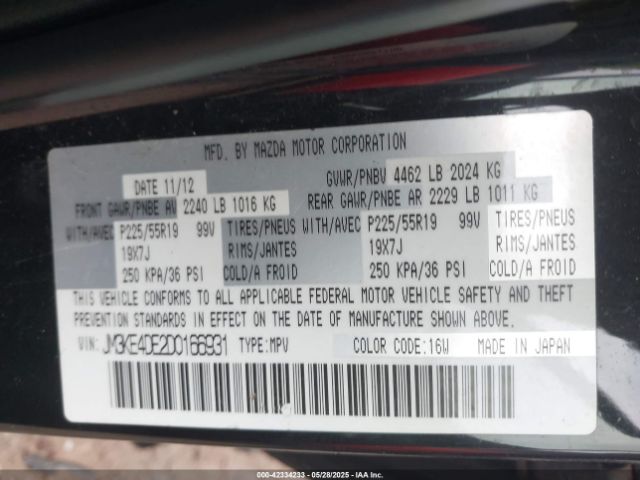 MFD. BY MAZDA MOTOR CORPORATION
DATE 11/12 GVWR/PNBV 4462 LB 2024 KG
FRONT GAWR/PNBE AV 2240 LB 1016 KG REAR GAWR/PNBE AR 2229 LB 1011 KG
WITH/AVEC P225/55R19 99V TIRES/PNEUS WITH/AVEC P225/55R19 99V TIRES/PNEUS
19X7J RIMS/JANTES 19X7J RIMS/JANTES
250 KPA/36 PSI COLD/A FROID 250 KPA/36 PSI COLD/A FROID
THIS VEHICLE CONFORMS TO ALL APPLICABLE FEDERAL MOTOR VEHICLE SAFETY AND THEFT
PREVENTION STANDARDS IN EFFECT ON THE DATE OF MANUFACTURE SHOWN ABOVE.
VIN: JM3KE4DE2D0166931 TYPE:MPV COLOR CODE:16W MADE IN JAPAN
000-42334233 - 05/28/2025 - IAA Inc.